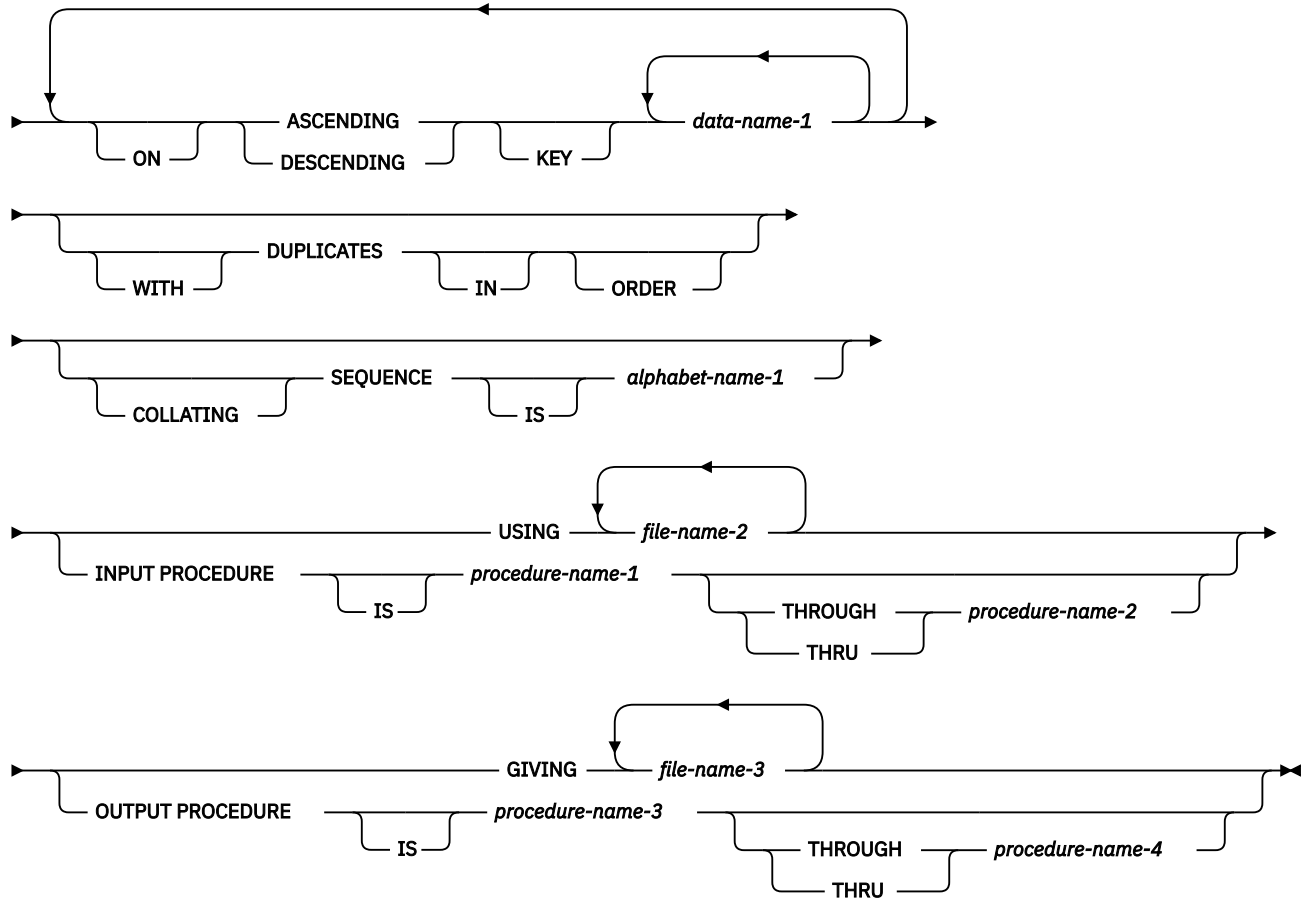 ASCENDING data-name-1
ON DESCENDING KEY
DUPLICATES
WITH IN ORDER
SEQUENCE alphabet-name-1
COLLATING IS
USING file-name-2
INPUT PROCEDURE procedure-name-1
IS THROUGH procedure-name-2
THRU
GIVING file-name-3
OUTPUT PROCEDURE procedure-name-3
IS THROUGH procedure-name-4
THRU